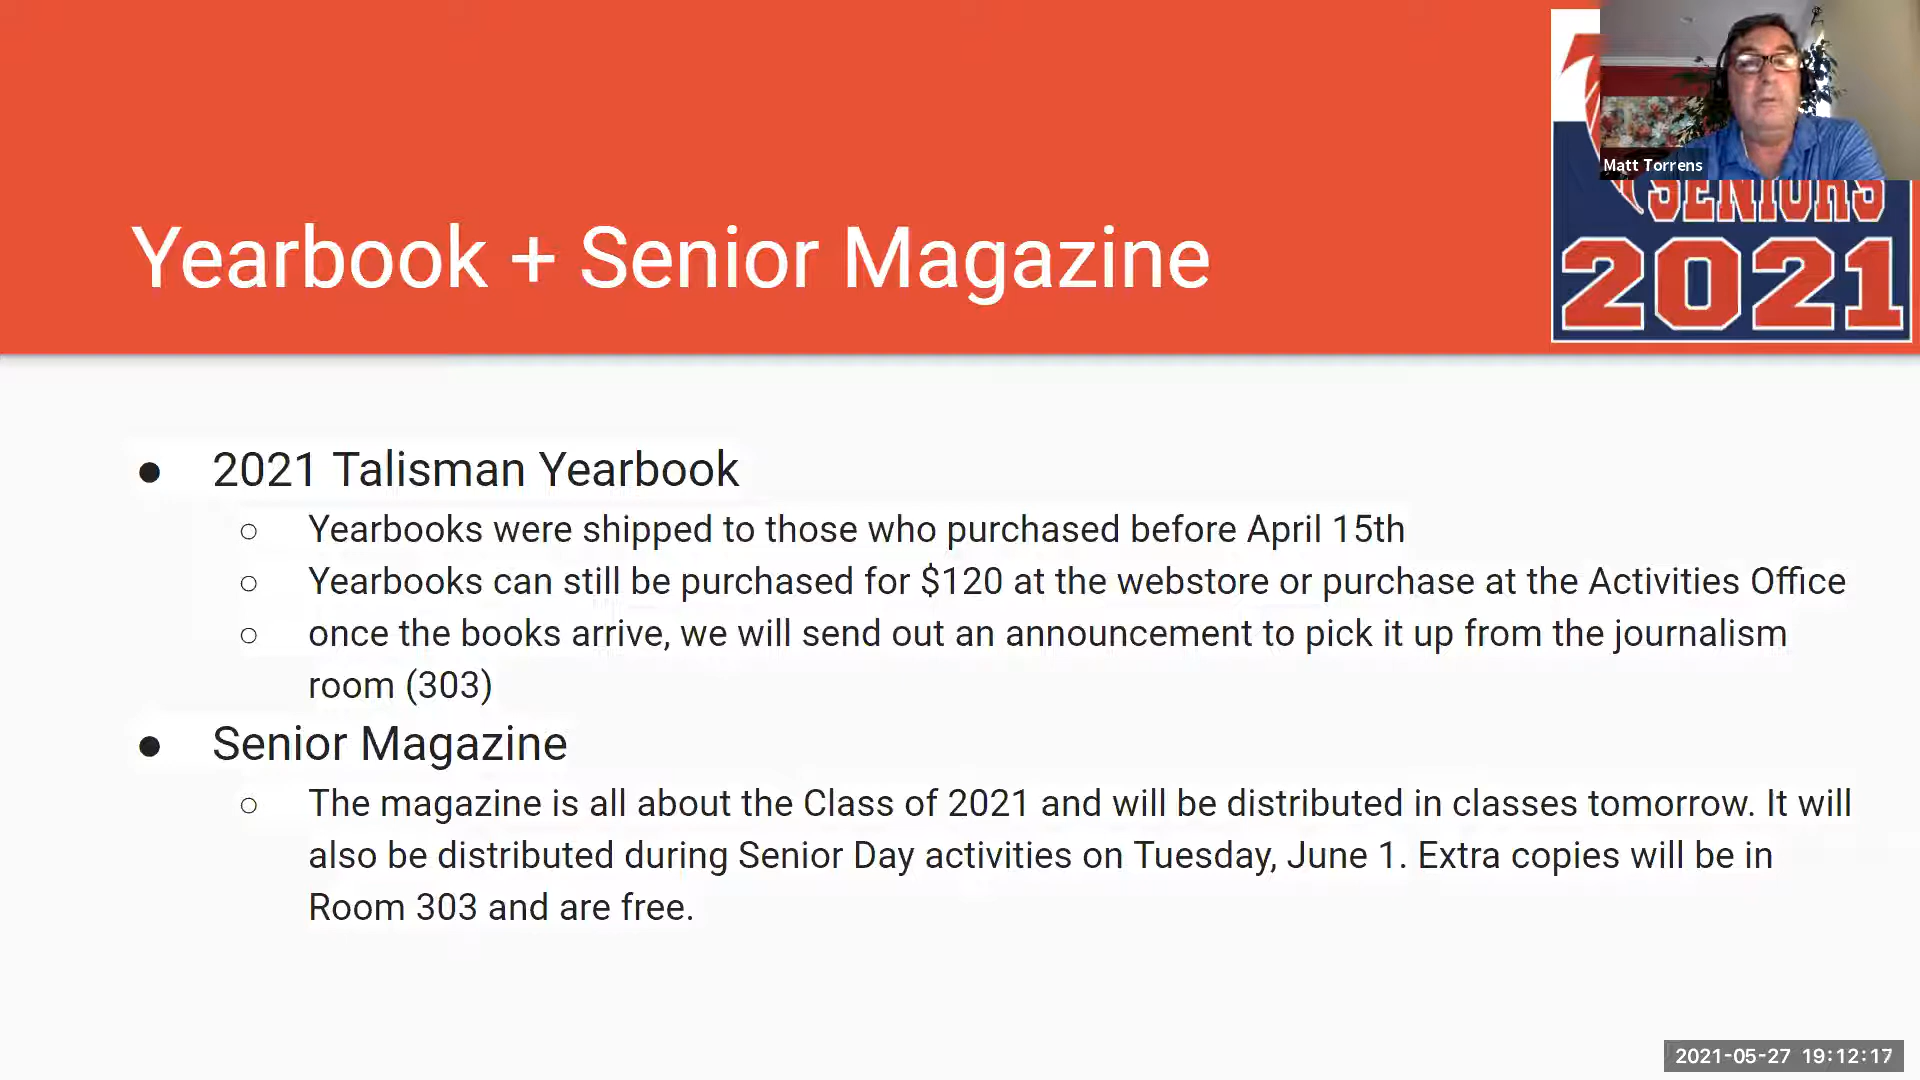 Matt Torrens
SENIORS
2021
Yearbook + Senior Magazine
● 2021 Talisman Yearbook
○ Yearbooks were shipped to those who purchased before April 15th
○ Yearbooks can still be purchased for $120 at the webstore or purchase at the Activities Office
○ once the books arrive, we will send out an announcement to pick it up from the journalism
room (303)
● Senior Magazine
○ The magazine is all about the Class of 2021 and will be distributed in classes tomorrow. It will
also be distributed during Senior Day activities on Tuesday, June 1. Extra copies will be in
Room 303 and are free.
2021-05-27 19:12:17